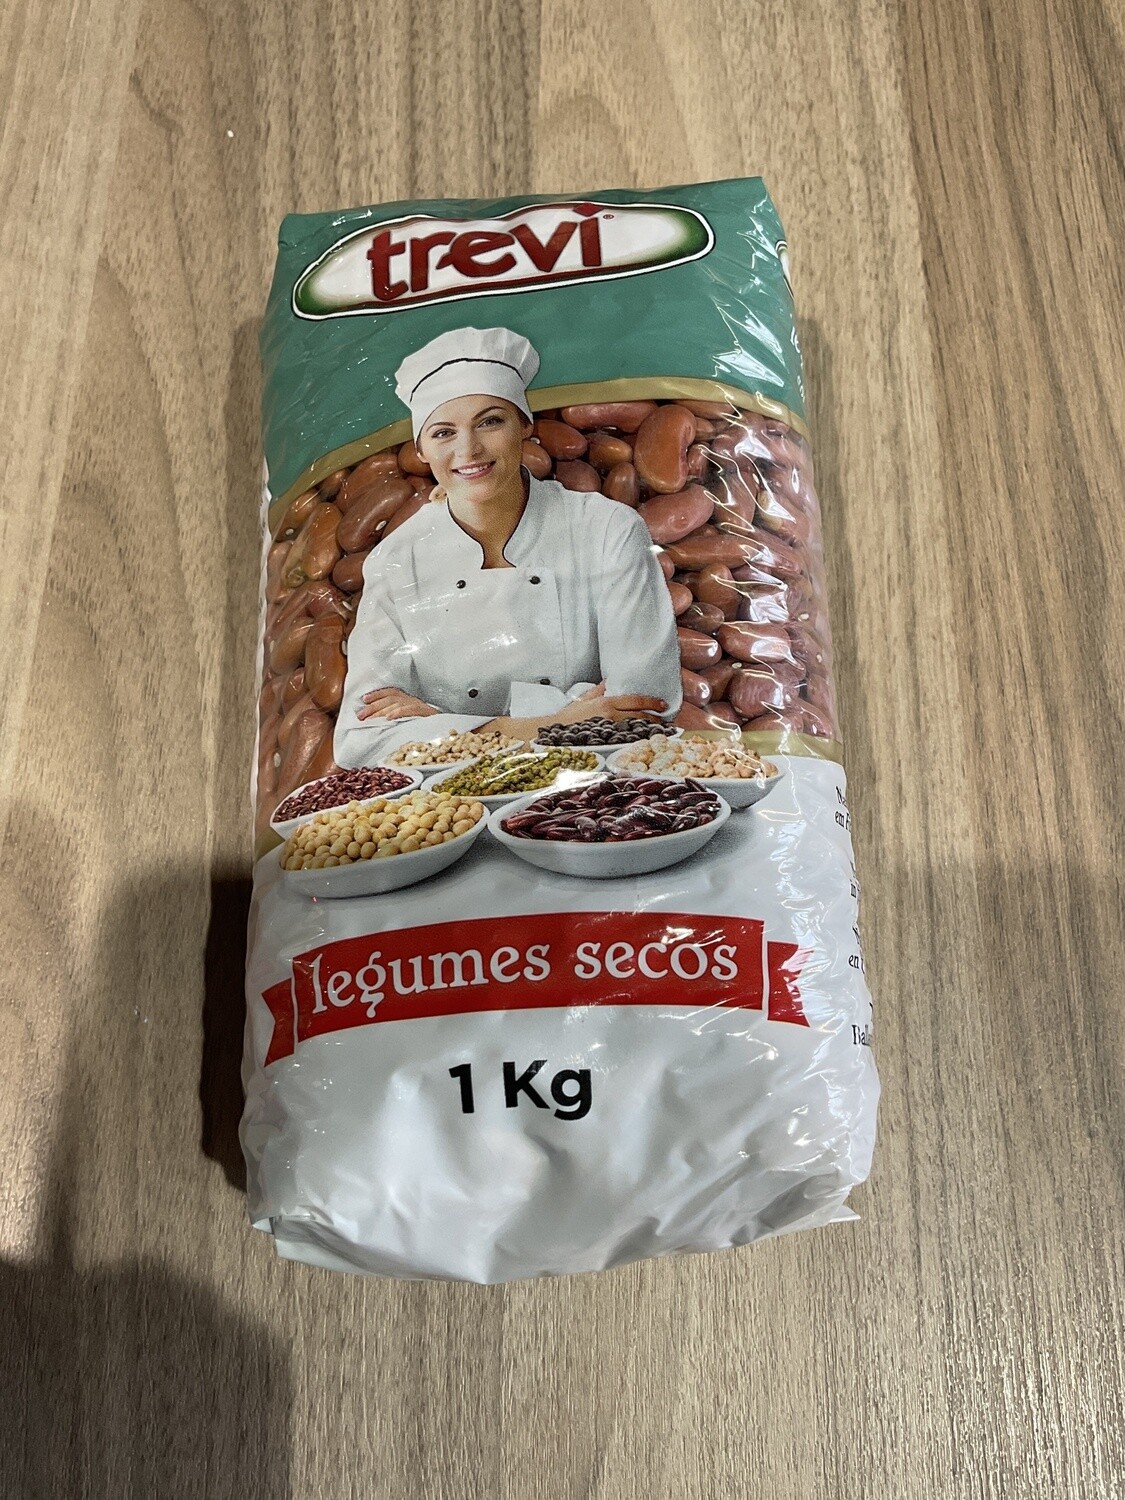 trevi®
legumes secos
1 Kg